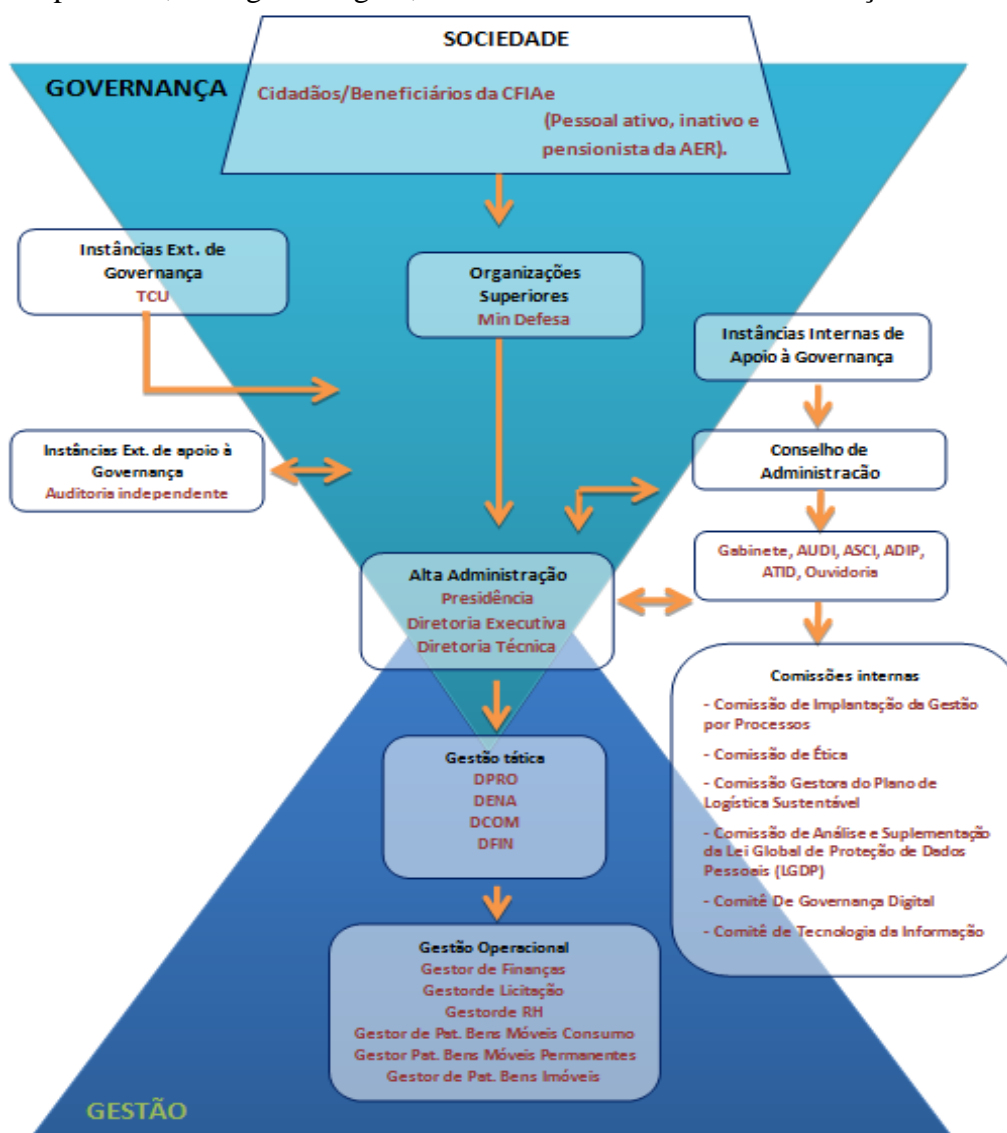 SOCIEDADE
GOVERNANÇA
Cidadãos/Beneficiários da CFIAe
(Pessoal ativo, inativo e
pensionista da AER).
Instâncias Ext. de
Governança
TCU
Organizações
Superiores
Min Defesa
Instâncias Internas de
Apoio à Governança
Instâncias Ext. de apoio à
Governança
Auditoria independente
Conselho de
Administracão
Gabinete, AUDI, ASCI, ADIP,
ATID, Ouvidoria
Alta Administração
Presidência
Diretoria Executiva
Diretoria Técnica
Comissões internas
- Comissão de Implantação da Gestão
por Processos
- Comissão de Ética
- Comissão Gestora do Plano de
Logística Sustentável
- Comissão de Análise e Suplementação
da Lei Global de Proteção de Dados
Pessoais (LGDP)
- Comitê De Governança Digital
- Comitê de Tecnologia da Informação
Gestão tática
DPRO
DENA
DCOM
DFIN
Gestão Operacional
Gestor de Finanças
Gestorde Licitação
Gestorde RH
Gestor de Pat. Bens Móveis Consumo
Gestor Pat. Bens Móveis Permanentes
Gestor de Pat. Bens Imóveis
GESTÃO